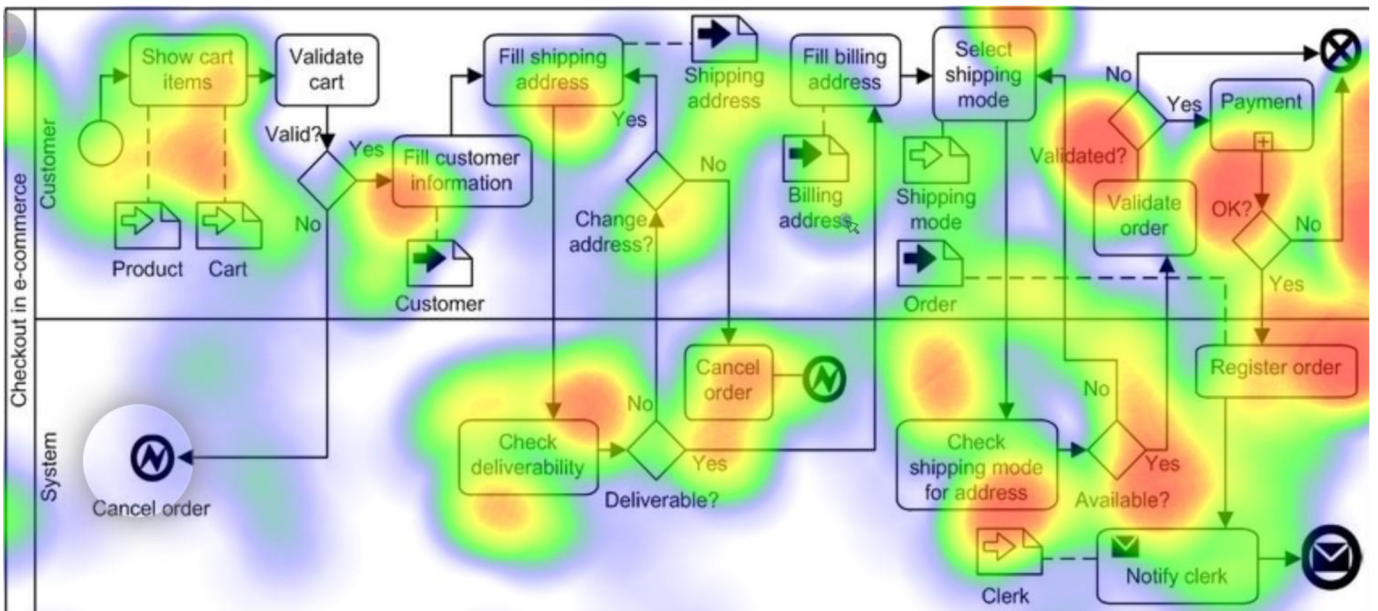 Checkout in e-commerce
Customer
Show cart
items
Validate
cart
Valid?
Yes
No
Product
Cart
Fill customer
information
Customer
Fill shipping
address
Shipping
address
Yes
No
Change
address?
Fill billing
address
Billing
address
Select
shipping
mode
Shipping
mode
Order
No
Yes
Validated?
Validate
order
Payment
OK?
No
Yes
System
Cancel order
Check
deliverability
No
Yes
Deliverable?
Cancel
order
Check
shipping mode
for address
No
Yes
Available?
Register order
Clerk
Notify clerk